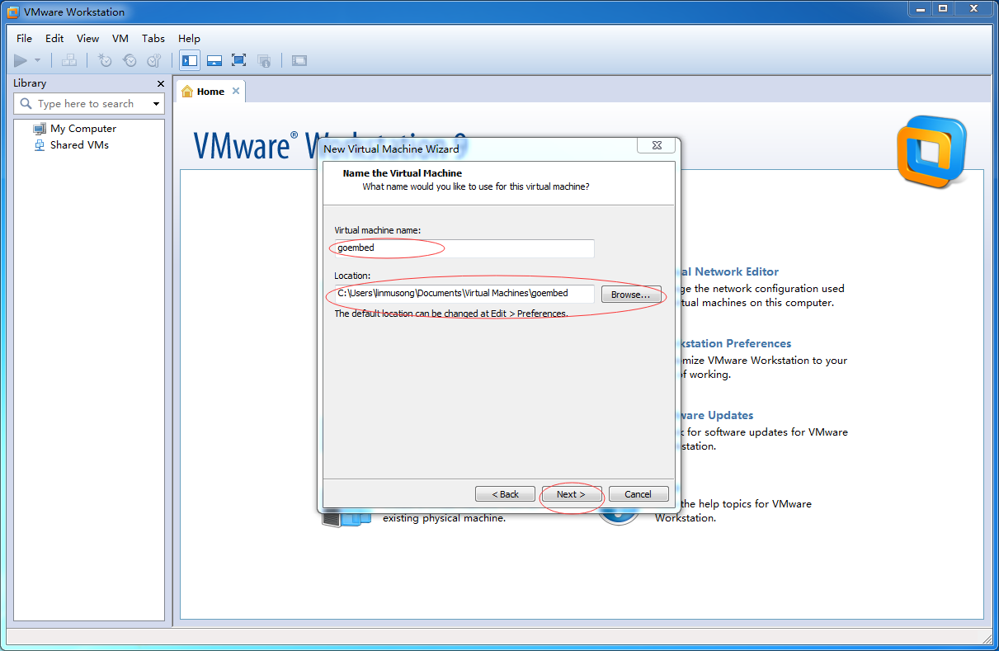 VMware Workstation
File Edit View VM Tabs Help
Library
Type here to search
My Computer
Shared VMs
Home
VMware® Workstation 9
New Virtual Machine Wizard
Name the Virtual Machine
What name would you like to use for this virtual machine?
Virtual machine name:
goembed
Location:
C:\Users\linmusong\Documents\Virtual Machines\goembed
Browse...
The default location can be changed at Edit > Preferences.
< Back
Next >
Cancel
al Network Editor
ge the network configuration used
tual machines on this computer.
kstation Preferences
mize VMware Workstation to your
of working.
ware Updates
k for software updates for VMware
station.
the help topics for VMware
Workstation.
existing physical machine.